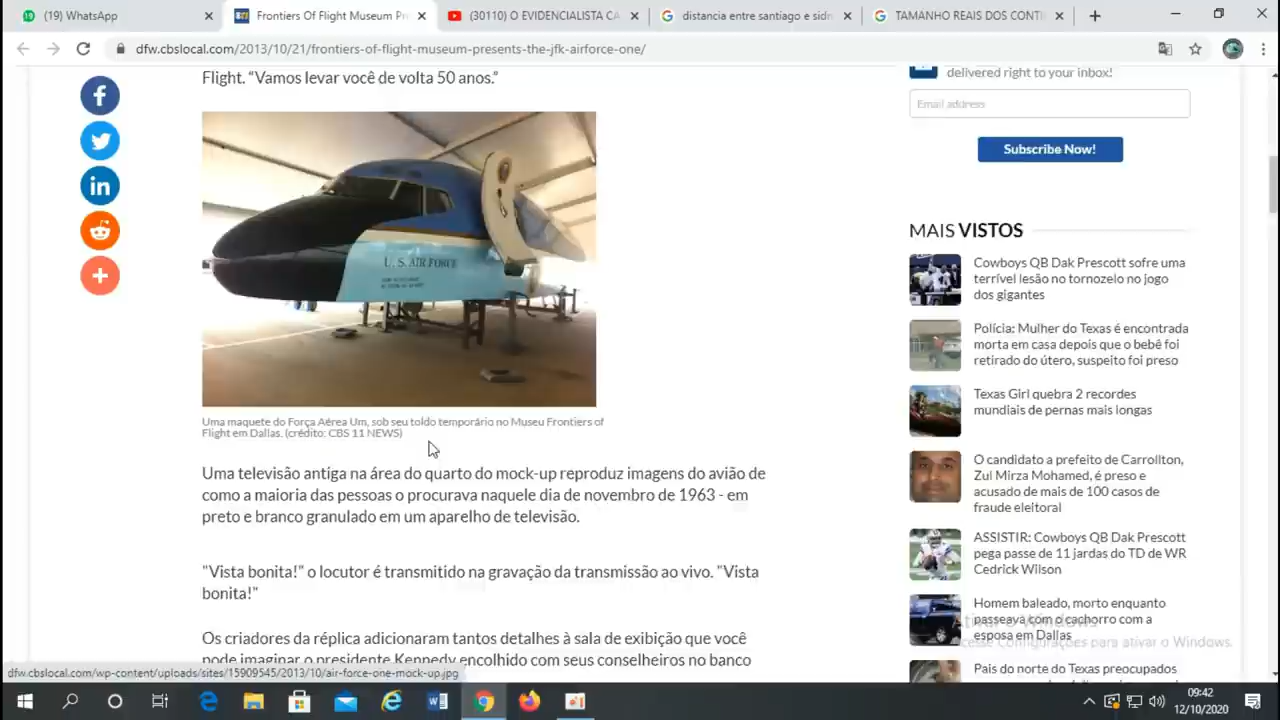 (19) WhatsApp
Frontiers Of Flight Museum Pr
(30110) O EVIDENCIALISTA CA
distancia entre santiago e sidn
TAMANHO REAIS DOS CONTI
dfw.cbslocal.com/2013/10/21/frontiers-of-flight-museum-presents-the-jfk-airforce-one/
Flight. “Vamos levar você de volta 50 anos.”
U.S. AIR FORCE
Uma maquete do Força Aérea Um, sob seu toldo temporário no Museu Frontiers of
Flight em Dallas. (crédito: CBS 11 NEWS)
Uma televisão antiga na área do quarto do mock-up reproduz imagens do avião de
como a maioria das pessoas o procurava naquele dia de novembro de 1963 - em
preto e branco granulado em um aparelho de televisão.
"Vista bonita!" o locutor é transmitido na gravação da transmissão ao vivo. "Vista
bonita!"
Os criadores da réplica adicionaram tantos detalhes à sala de exibição que você
pode imaginar o presidente Kennedy encolhido com seus conselheiros no banco
delivered right to your inbox!
Email address
Subscribe Now!
MAIS VISTOS
Cowboys QB Dak Prescott sofre uma
terrível lesão no tornozelo no jogo
dos gigantes
Polícia: Mulher do Texas é encontrada
morta em casa depois que o bebê foi
retirado do útero, suspeito foi preso
Texas Girl quebra 2 recordes
mundiais de pernas mais longas
O candidato a prefeito de Carrollton,
Zul Mirza Mohamed, é preso e
acusado de mais de 100 casos de
fraude eleitoral
ASSISTIR: Cowboys QB Dak Prescott
pega passe de 11 jardas do TD de WR
Cedrick Wilson
Homem baleado, morto enquanto
passeava com o cachorro com a
esposa em Dallas
Pais do norte do Texas preocupados
Ativar o Windows
Acesse Configurações para ativar o Windows.
dfw.cbslocal.com/wp-content/uploads/sites/15909545/2013/10/air-force-one-mock-up.jpg
09:42
12/10/2020